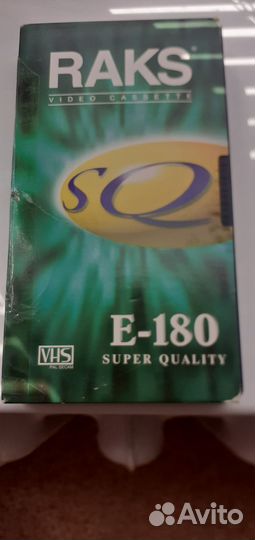 RAKS
VIDEO CASSETTE
SQ
E-180
SUPER QUALITY
VHS
PAL SECAM
Avito